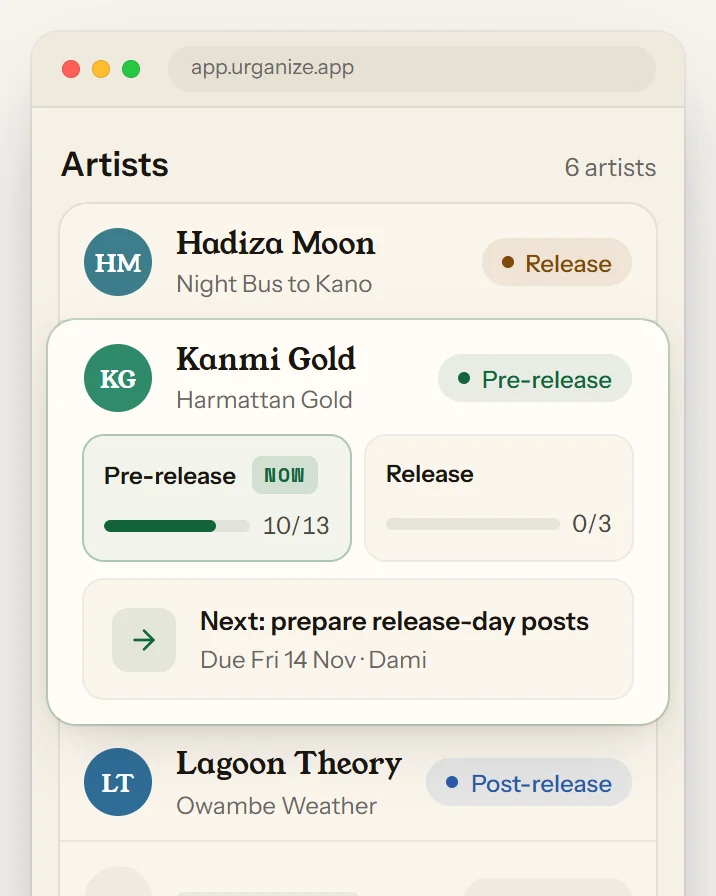 app.urganize.app
Artists
6 artists
HM
Hadiza Moon
Night Bus to Kano
Release
KG
Kanmi Gold
Harmattan Gold
Pre-release
Pre-release
NOW
10/13
Release
0/3
Next: prepare release-day posts
Due Fri 14 Nov · Dami
LT
Lagoon Theory
Owambe Weather
Post-release